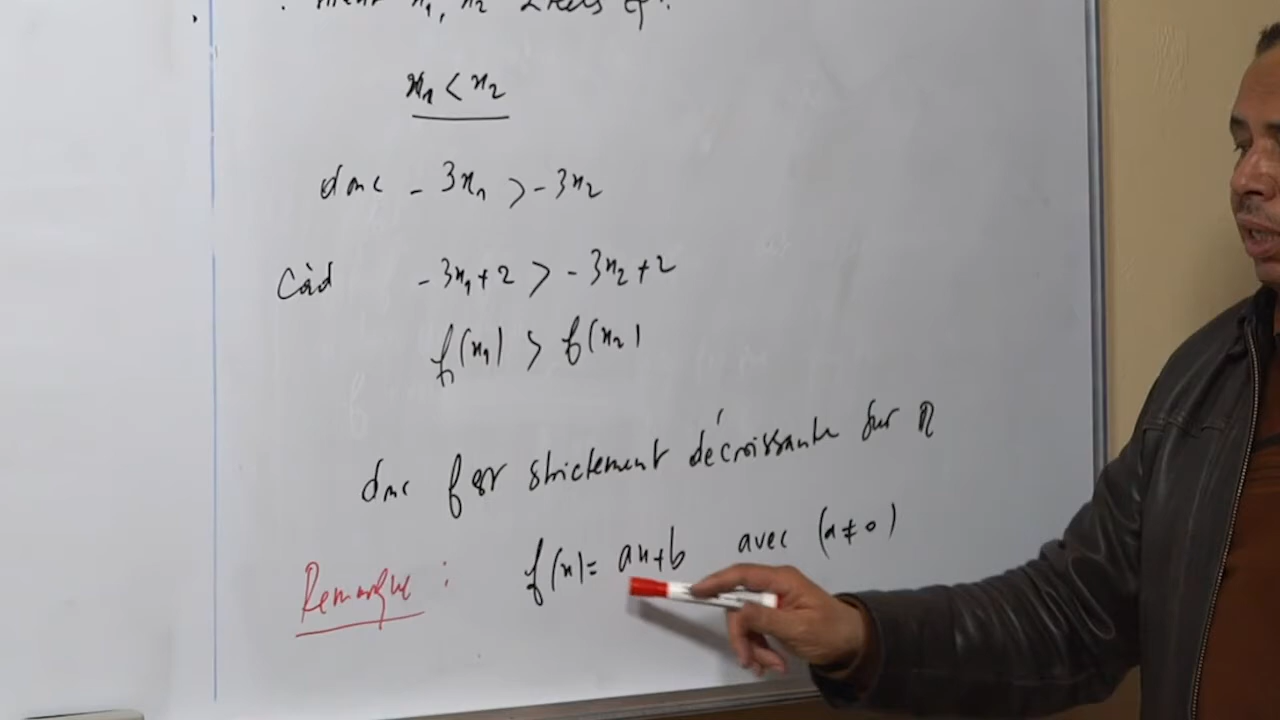 x₁ < x₂
donc - 3x₁ > - 3x₂
Càd - 3x₁ + 2 > - 3x₂ + 2
f(x₁) > f(x₂)
donc f est strictement décroissante sur ℝ
Remarque : f(x) = ax+b avec (a ≠ 0)